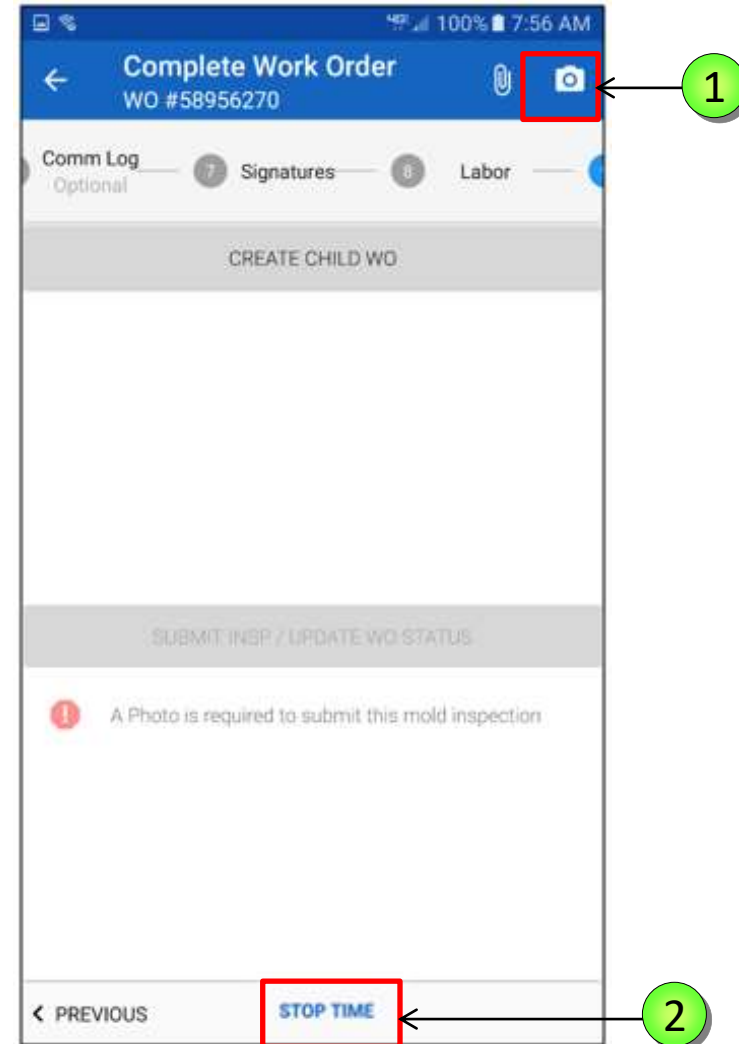 100% 7:56 AM
Complete Work Order
WO #58956270
1
Comm Log
Optional
7 Signatures 8 Labor
CREATE CHILD WO
SUBMIT INSP / UPDATE WO STATUS
A Photo is required to submit this mold inspection
PREVIOUS STOP TIME
2